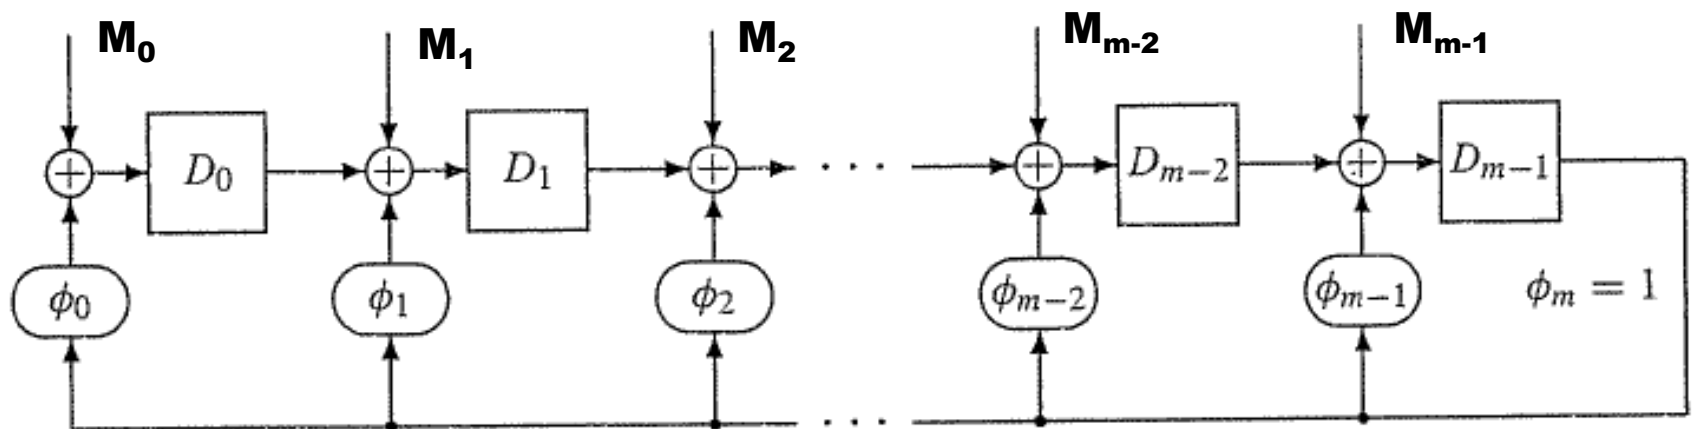 M₀ M₁ M₂ Mₘ₋₂ Mₘ₋₁
+ D₀ + D₁ + · · · + Dₘ₋₂ + Dₘ₋₁
ϕ₀ ϕ₁ ϕ₂ ϕₘ₋₂ ϕₘ₋₁ ϕₘ = 1
· · ·